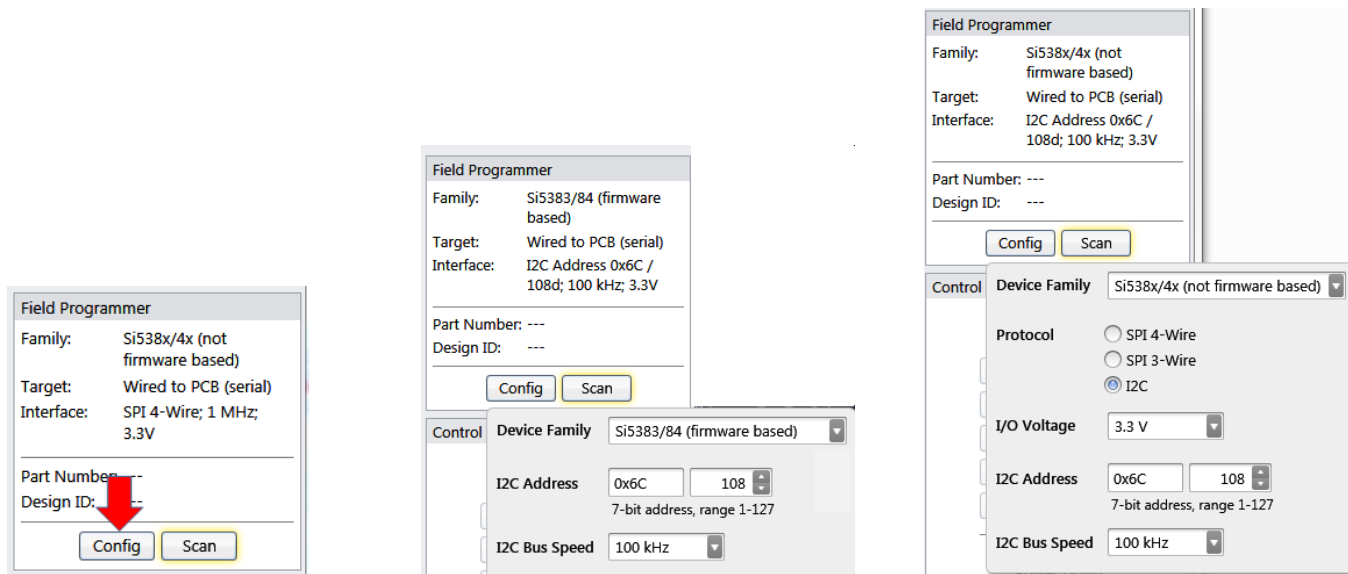 Field Programmer
Family: Si538x/4x (not
firmware based)
Target: Wired to PCB (serial)
Interface: SPI 4-Wire; 1 MHz;
3.3V
Part Number: ---
Design ID: --
Config Scan
Field Programmer
Family: Si5383/84 (firmware
based)
Target: Wired to PCB (serial)
Interface: I2C Address 0x6C /
108d; 100 kHz; 3.3V
Part Number: ---
Design ID: ---
Config Scan
Control
Device Family Si5383/84 (firmware based)
I2C Address 0x6C 108
7-bit address, range 1-127
I2C Bus Speed 100 kHz
Field Programmer
Family: Si538x/4x (not
firmware based)
Target: Wired to PCB (serial)
Interface: I2C Address 0x6C /
108d; 100 kHz; 3.3V
Part Number: ---
Design ID: ---
Config Scan
Control
Device Family Si538x/4x (not firmware based)
Protocol SPI 4-Wire
SPI 3-Wire
I2C
I/O Voltage 3.3 V
I2C Address 0x6C 108
7-bit address, range 1-127
I2C Bus Speed 100 kHz